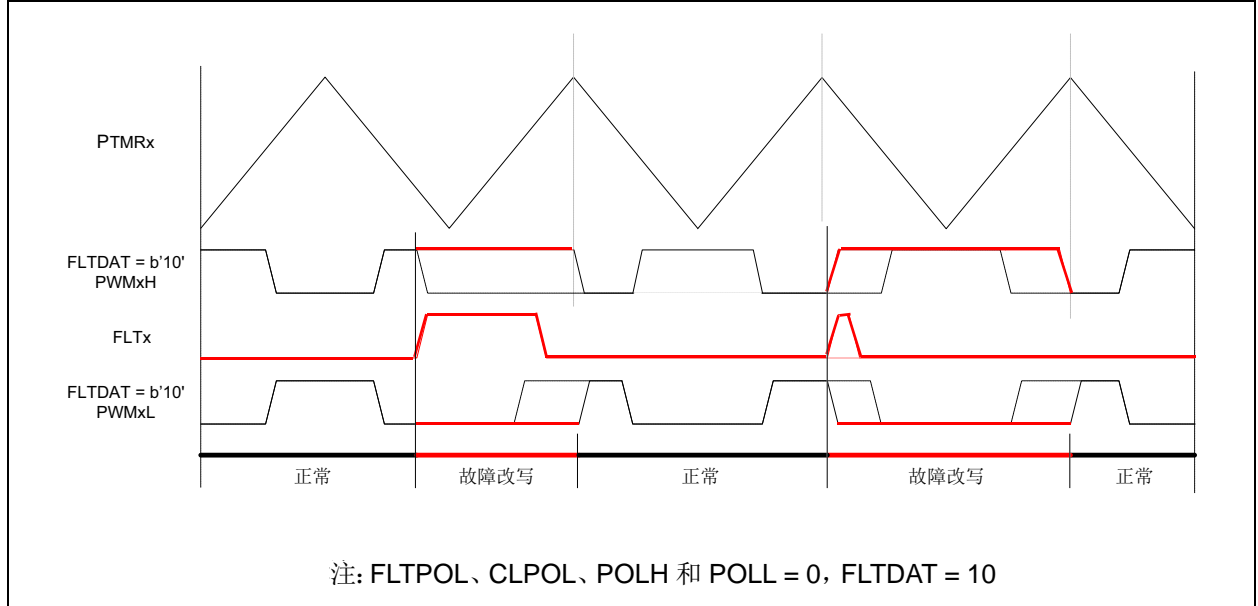 PTMRx
FLTDAT = b'10'
PWMxH
FLTx
FLTDAT = b'10'
PWMxL
正常 故障改写 正常 故障改写 正常
注: FLTPOL、CLPOL、POLH 和 POLL = 0, FLTDAT = 10